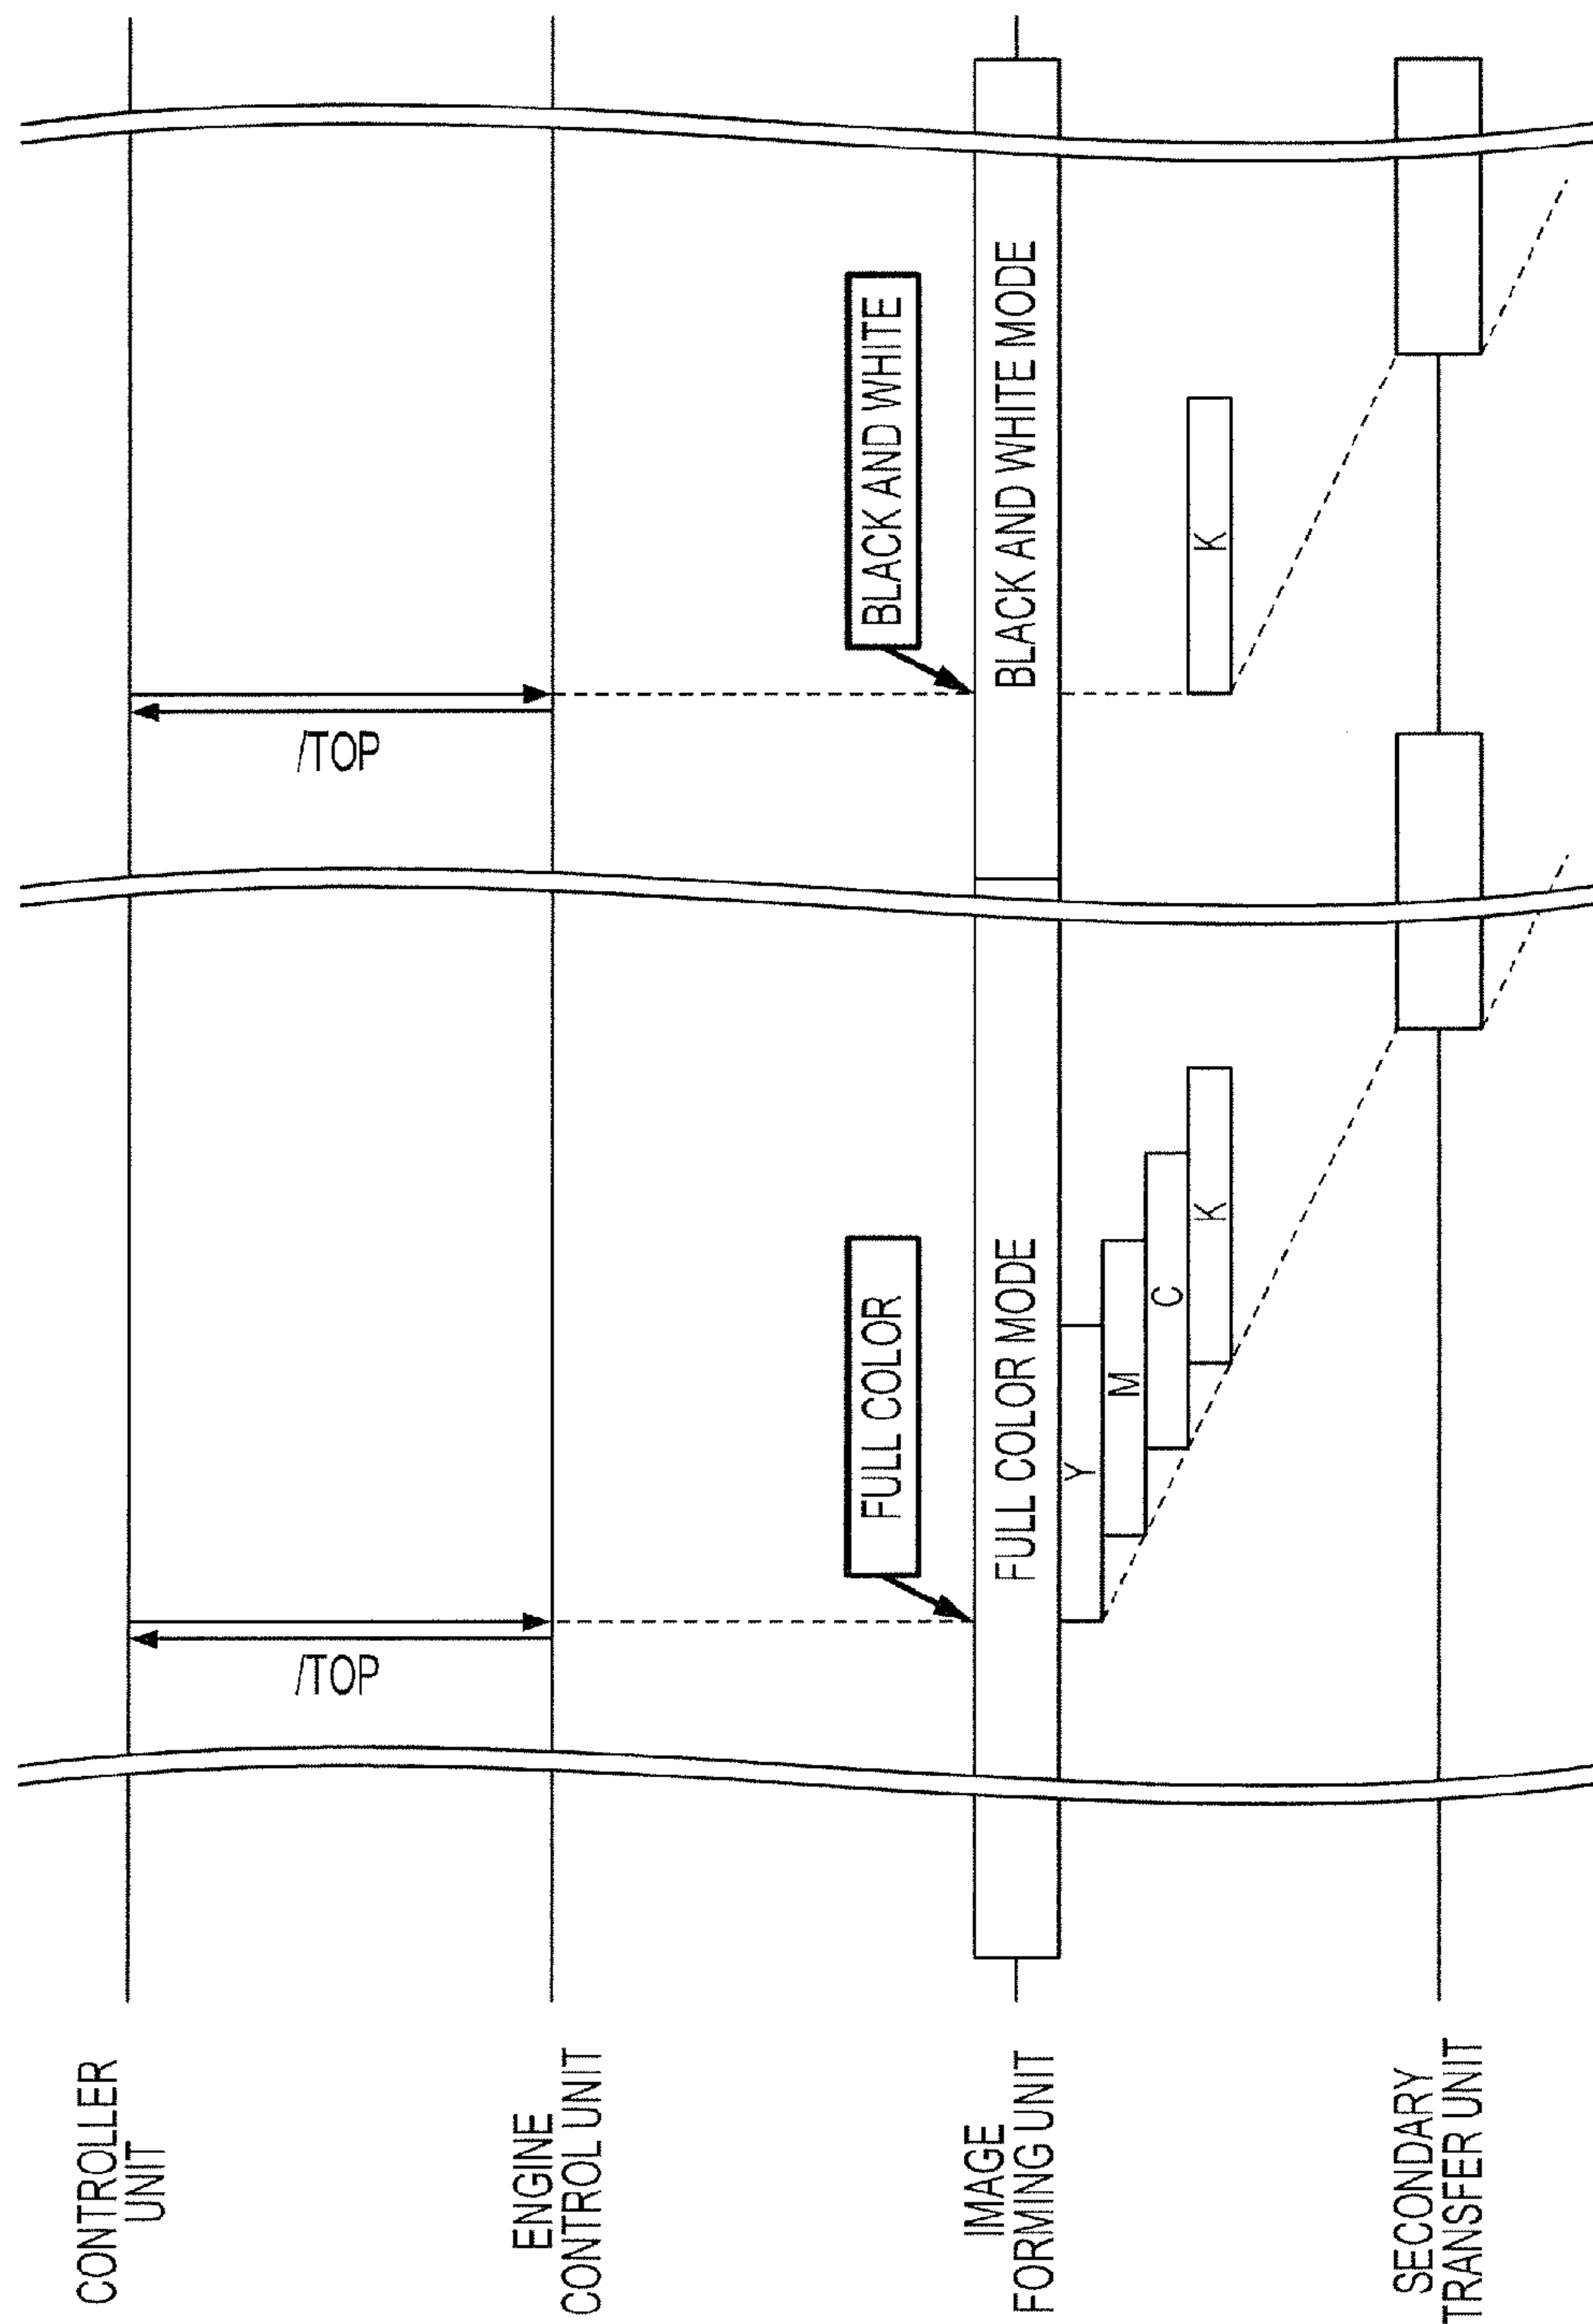 CONTROLLER
UNIT
/TOP
/TOP
ENGINE
CONTROL UNIT
FULL COLOR
BLACK AND WHITE
IMAGE
FORMING UNIT
FULL COLOR MODE
BLACK AND WHITE MODE
Y
M
C
K
K
SECONDARY
TRANSFER UNIT